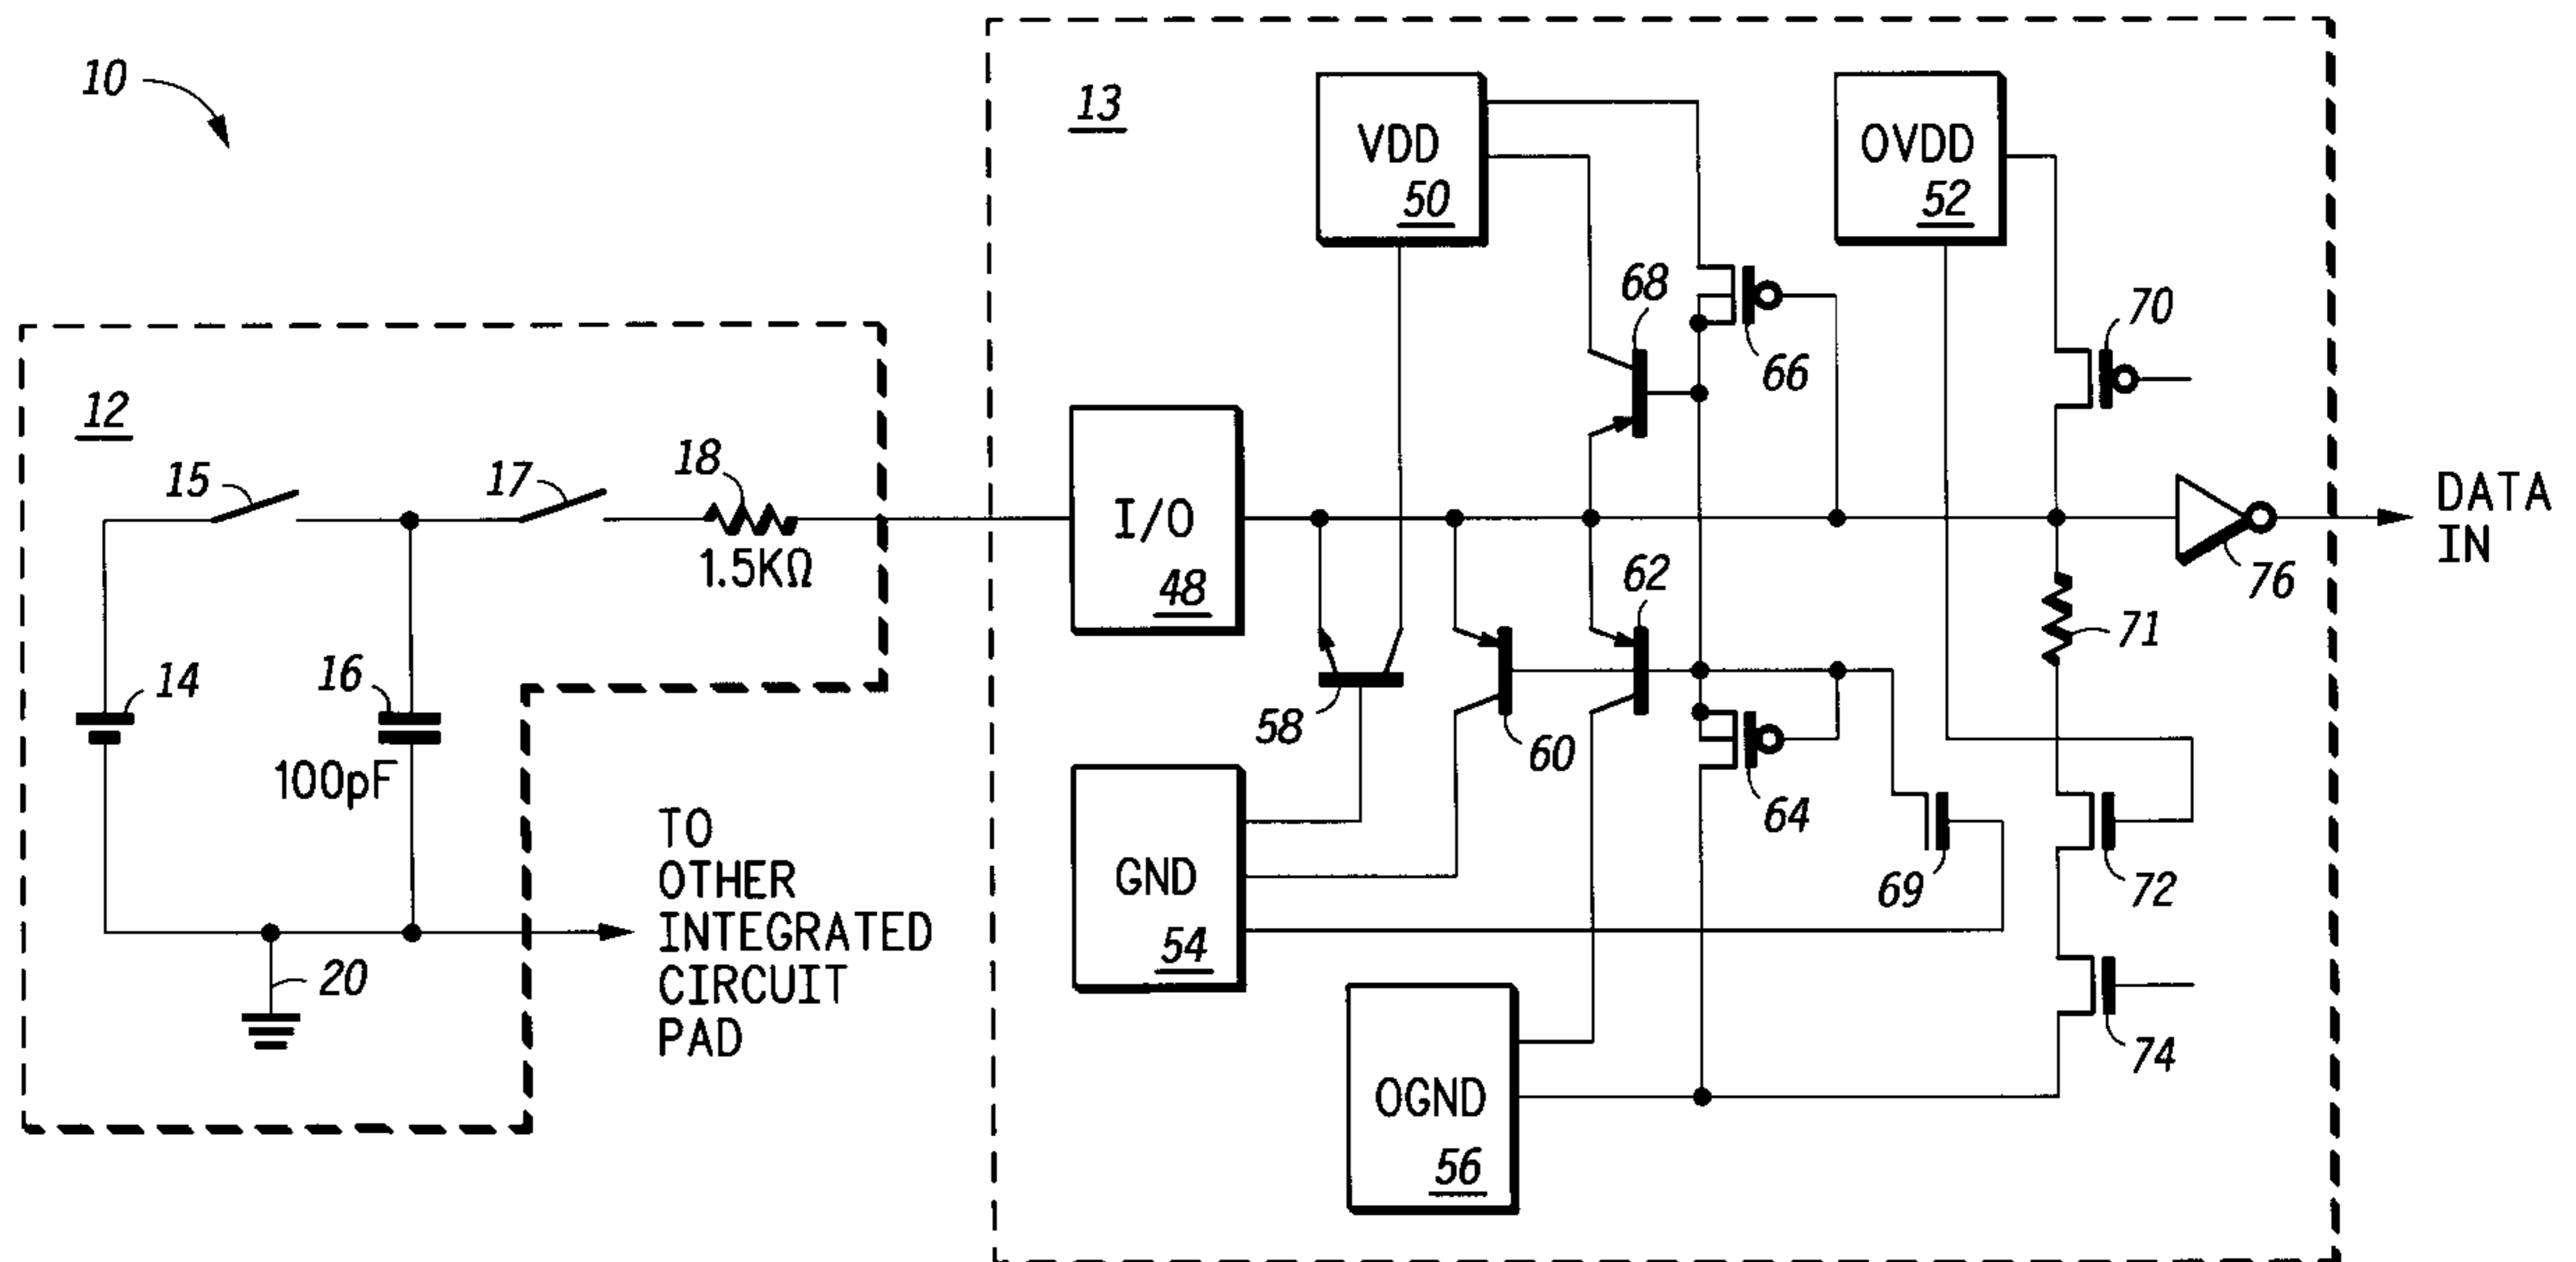 10
12
15
17
18
1.5KΩ
14
16
100pF
20
TO
OTHER
INTEGRATED
CIRCUIT
PAD
13
VDD
50
OVDD
52
68
66
70
I/O
48
58
60
62
64
69
71
72
74
76
DATA
IN
GND
54
OGND
56